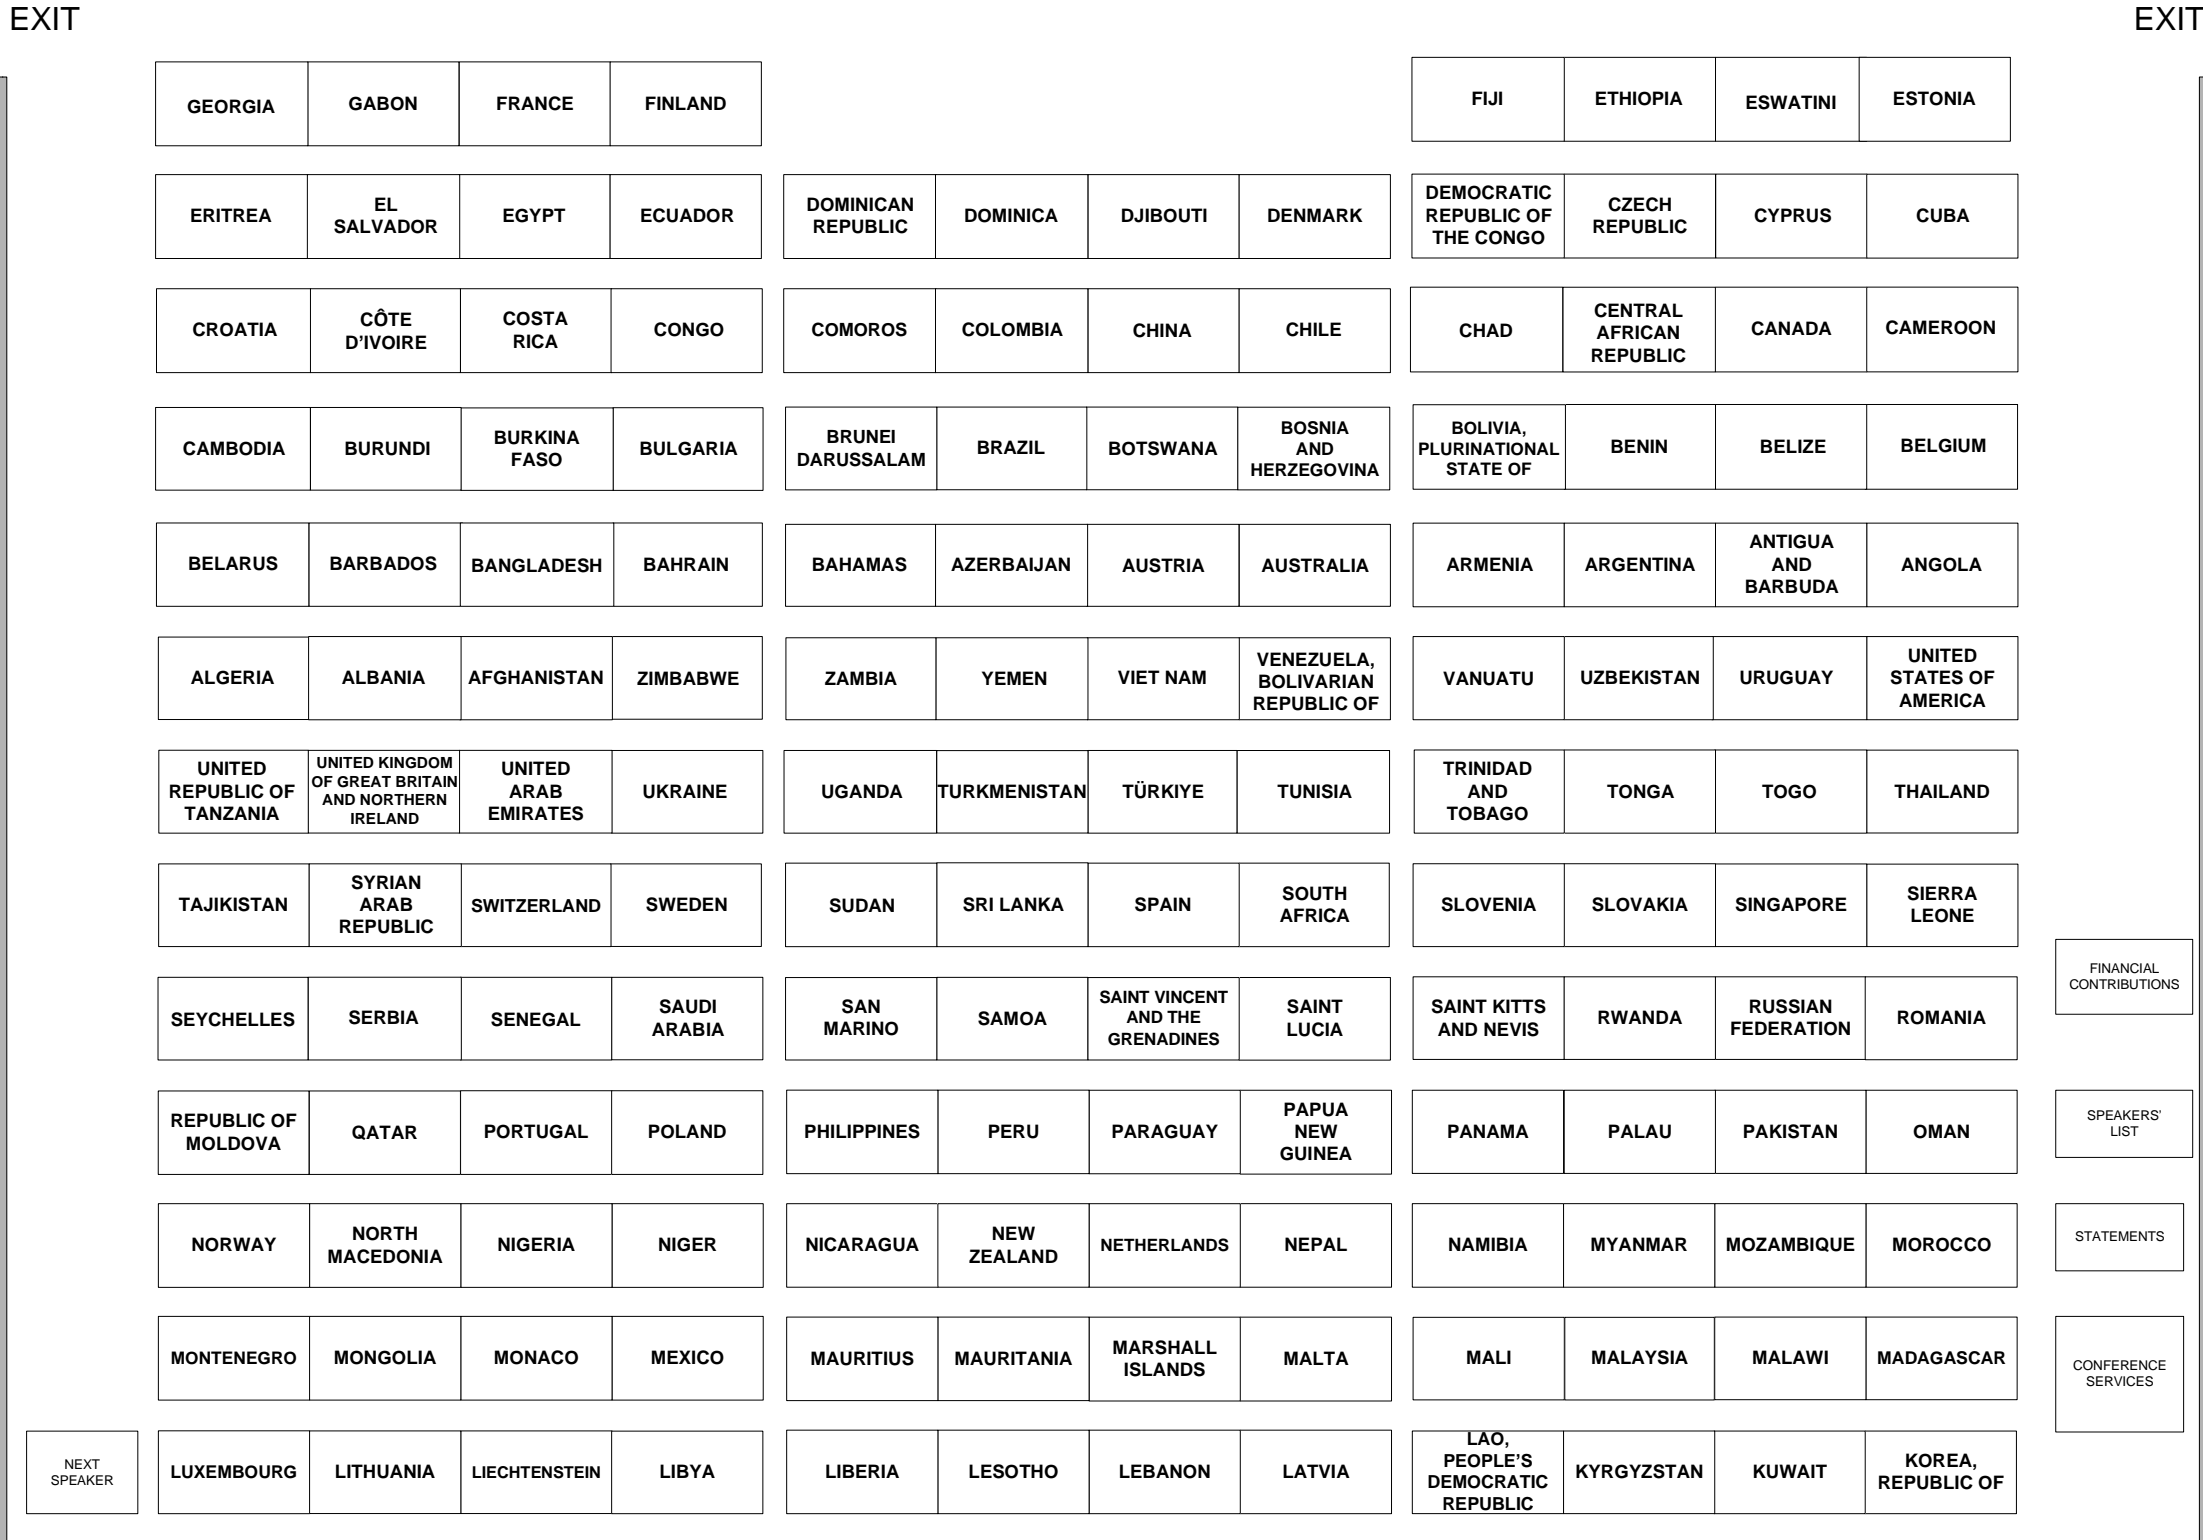 EXIT
EXIT
GEORGIA
GABON
FRANCE
FINLAND
FIJI
ETHIOPIA
ESWATINI
ESTONIA
ERITREA
EL
SALVADOR
EGYPT
ECUADOR
DOMINICAN
REPUBLIC
DOMINICA
DJIBOUTI
DENMARK
DEMOCRATIC
REPUBLIC OF
THE CONGO
CZECH
REPUBLIC
CYPRUS
CUBA
CROATIA
CÔTE
D’IVOIRE
COSTA
RICA
CONGO
COMOROS
COLOMBIA
CHINA
CHILE
CHAD
CENTRAL
AFRICAN
REPUBLIC
CANADA
CAMEROON
CAMBODIA
BURUNDI
BURKINA
FASO
BULGARIA
BRUNEI
DARUSSALAM
BRAZIL
BOTSWANA
BOSNIA
AND
HERZEGOVINA
BOLIVIA,
PLURINATIONAL
STATE OF
BENIN
BELIZE
BELGIUM
BELARUS
BARBADOS
BANGLADESH
BAHRAIN
BAHAMAS
AZERBAIJAN
AUSTRIA
AUSTRALIA
ARMENIA
ARGENTINA
ANTIGUA
AND
BARBUDA
ANGOLA
ALGERIA
ALBANIA
AFGHANISTAN
ZIMBABWE
ZAMBIA
YEMEN
VIET NAM
VENEZUELA,
BOLIVARIAN
REPUBLIC OF
VANUATU
UZBEKISTAN
URUGUAY
UNITED
STATES OF
AMERICA
UNITED
REPUBLIC OF
TANZANIA
UNITED KINGDOM
OF GREAT BRITAIN
AND NORTHERN
IRELAND
UNITED
ARAB
EMIRATES
UKRAINE
UGANDA
TURKMENISTAN
TÜRKIYE
TUNISIA
TRINIDAD
AND
TOBAGO
TONGA
TOGO
THAILAND
TAJIKISTAN
SYRIAN
ARAB
REPUBLIC
SWITZERLAND
SWEDEN
SUDAN
SRI LANKA
SPAIN
SOUTH
AFRICA
SLOVENIA
SLOVAKIA
SINGAPORE
SIERRA
LEONE
FINANCIAL
CONTRIBUTIONS
SEYCHELLES
SERBIA
SENEGAL
SAUDI
ARABIA
SAN
MARINO
SAMOA
SAINT VINCENT
AND THE
GRENADINES
SAINT
LUCIA
SAINT KITTS
AND NEVIS
RWANDA
RUSSIAN
FEDERATION
ROMANIA
REPUBLIC OF
MOLDOVA
QATAR
PORTUGAL
POLAND
PHILIPPINES
PERU
PARAGUAY
PAPUA
NEW
GUINEA
PANAMA
PALAU
PAKISTAN
OMAN
SPEAKERS’
LIST
NORWAY
NORTH
MACEDONIA
NIGERIA
NIGER
NICARAGUA
NEW
ZEALAND
NETHERLANDS
NEPAL
NAMIBIA
MYANMAR
MOZAMBIQUE
MOROCCO
STATEMENTS
MONTENEGRO
MONGOLIA
MONACO
MEXICO
MAURITIUS
MAURITANIA
MARSHALL
ISLANDS
MALTA
MALI
MALAYSIA
MALAWI
MADAGASCAR
CONFERENCE
SERVICES
NEXT
SPEAKER
LUXEMBOURG
LITHUANIA
LIECHTENSTEIN
LIBYA
LIBERIA
LESOTHO
LEBANON
LATVIA
LAO,
PEOPLE’S
DEMOCRATIC
REPUBLIC
KYRGYZSTAN
KUWAIT
KOREA,
REPUBLIC OF